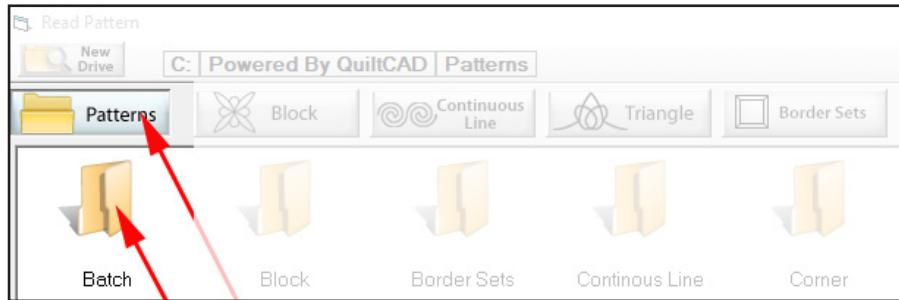 Read Pattern
New
Drive
C: Powered By QuiltCAD Patterns
Patterns
Block
Continuous
Line
Triangle
Border Sets
Batch
Block
Border Sets
Continous Line
Corner